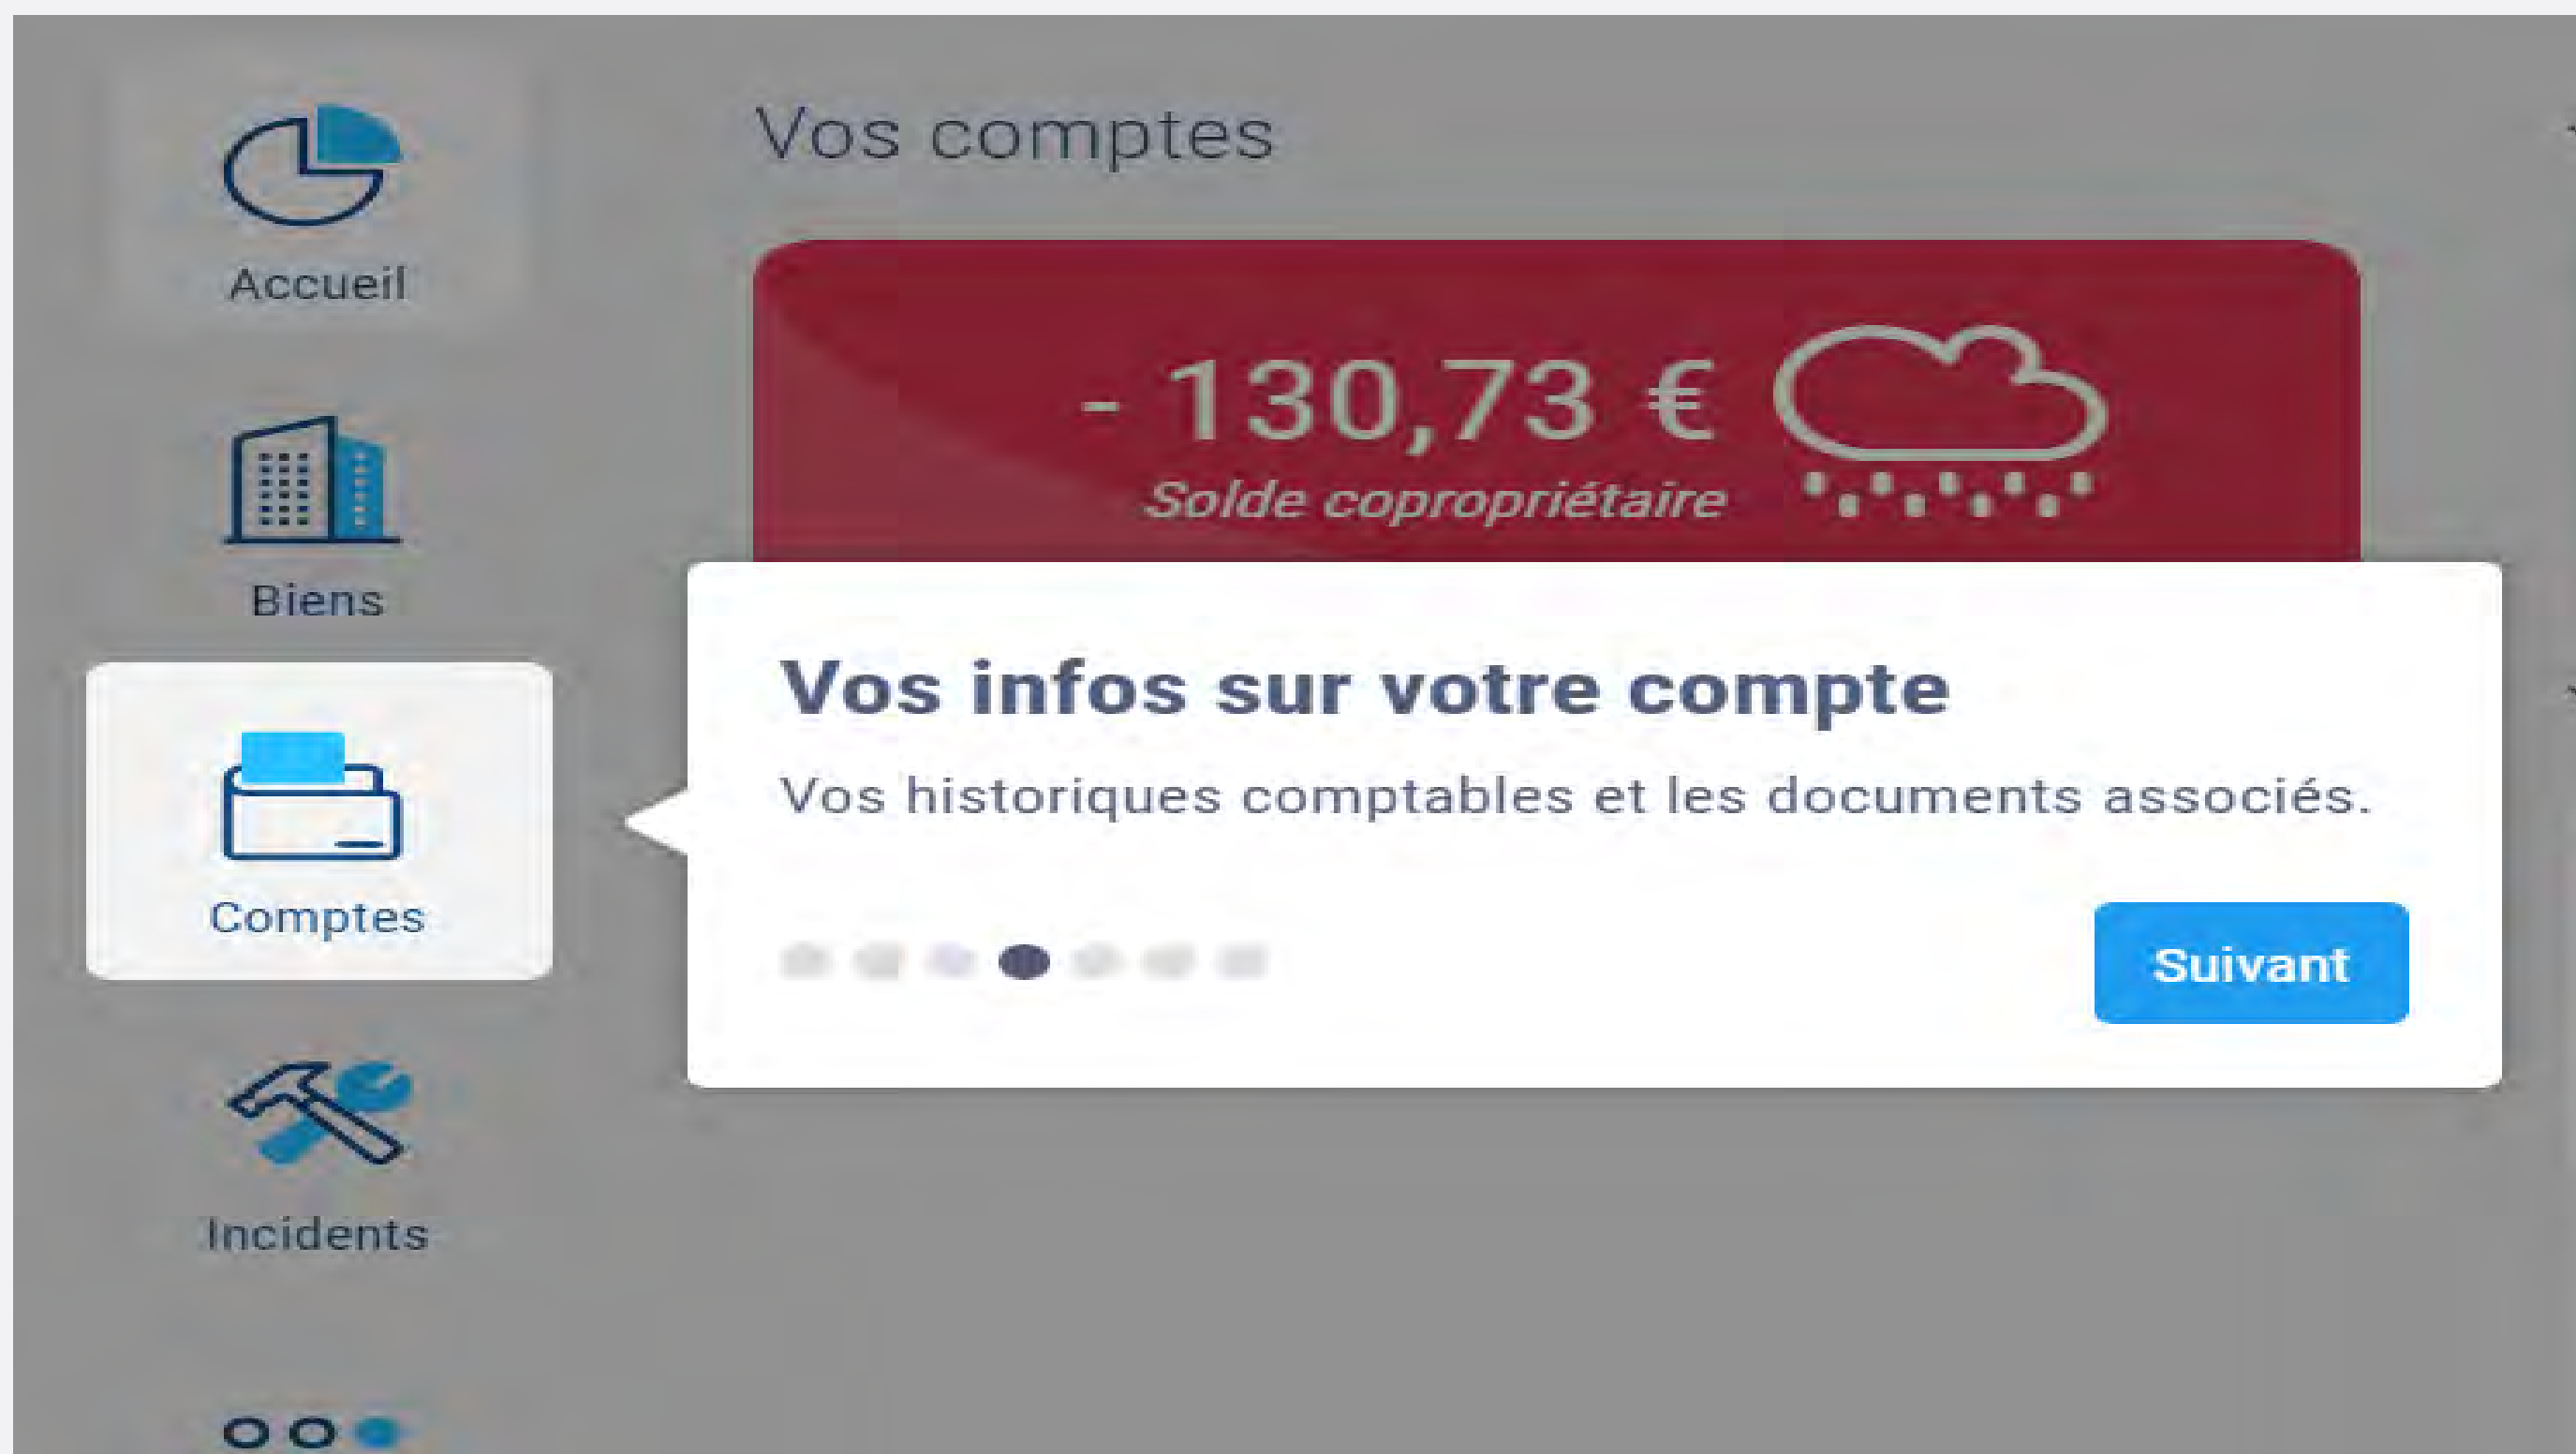 Accueil
Biens
Comptes
Incidents
Vos comptes
- 130,73 €
Solde copropriétaire
Vos infos sur votre compte
Vos historiques comptables et les documents associés.
Suivant